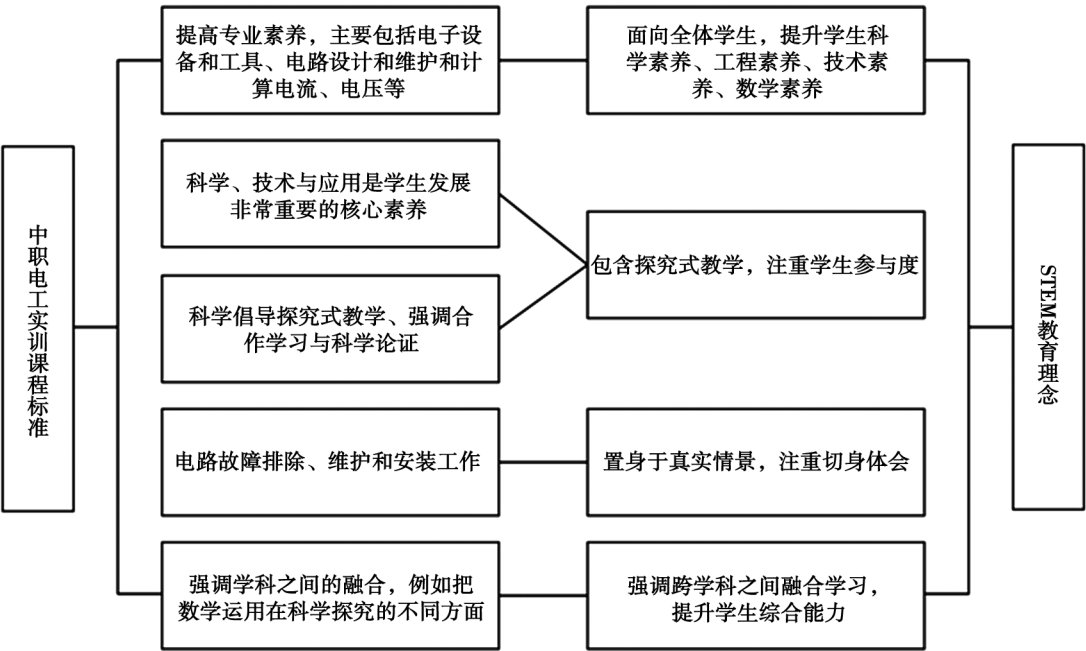 中职电工实训课程标准
提高专业素养，主要包括电子设
备和工具、电路设计和维护和计
算电流、电压等
面向全体学生，提升学生科
学素养、工程素养、技术素
养、数学素养
科学、技术与应用是学生发展
非常重要的核心素养
科学倡导探究式教学、强调合
作学习与科学论证
包含探究式教学，注重学生参与度
电路故障排除、维护和安装工作
置身于真实情景，注重切身体会
强调学科之间的融合，例如把
数学运用在科学探究的不同方面
强调跨学科之间融合学习，
提升学生综合能力
STEM教育理念